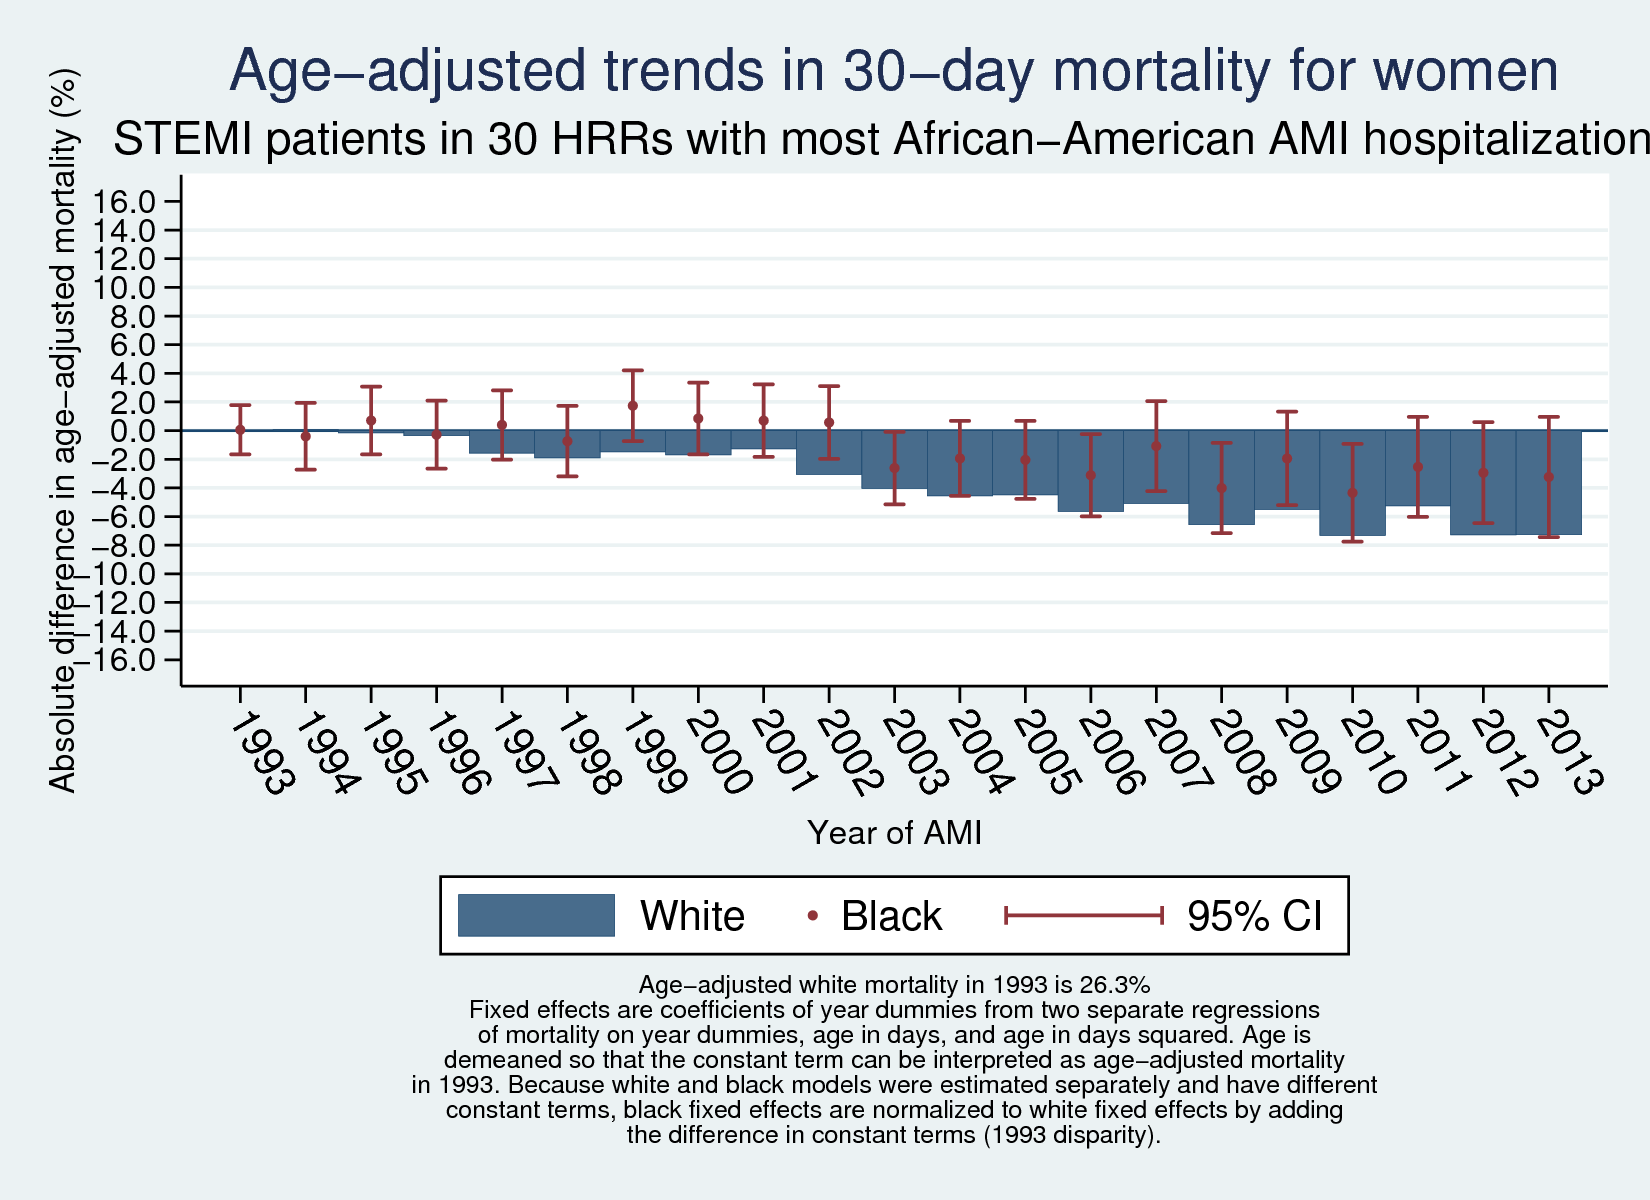 Age–adjusted trends in 30–day mortality for women
STEMI patients in 30 HRRs with most African–American AMI hospitalization
Absolute difference in age–adjusted mortality (%)
16.0
14.0
12.0
10.0
8.0
6.0
4.0
2.0
0.0
–2.0
–4.0
–6.0
–8.0
–10.0
–12.0
–14.0
–16.0
1993 1994 1995 1996 1997 1998 1999 2000 2001 2002 2003 2004 2005 2006 2007 2008 2009 2010 2011 2012 2013
Year of AMI
White Black 95% CI
Age–adjusted white mortality in 1993 is 26.3%
Fixed effects are coefficients of year dummies from two separate regressions
of mortality on year dummies, age in days, and age in days squared. Age is
demeaned so that the constant term can be interpreted as age–adjusted mortality
in 1993. Because white and black models were estimated separately and have different
constant terms, black fixed effects are normalized to white fixed effects by adding
the difference in constant terms (1993 disparity).